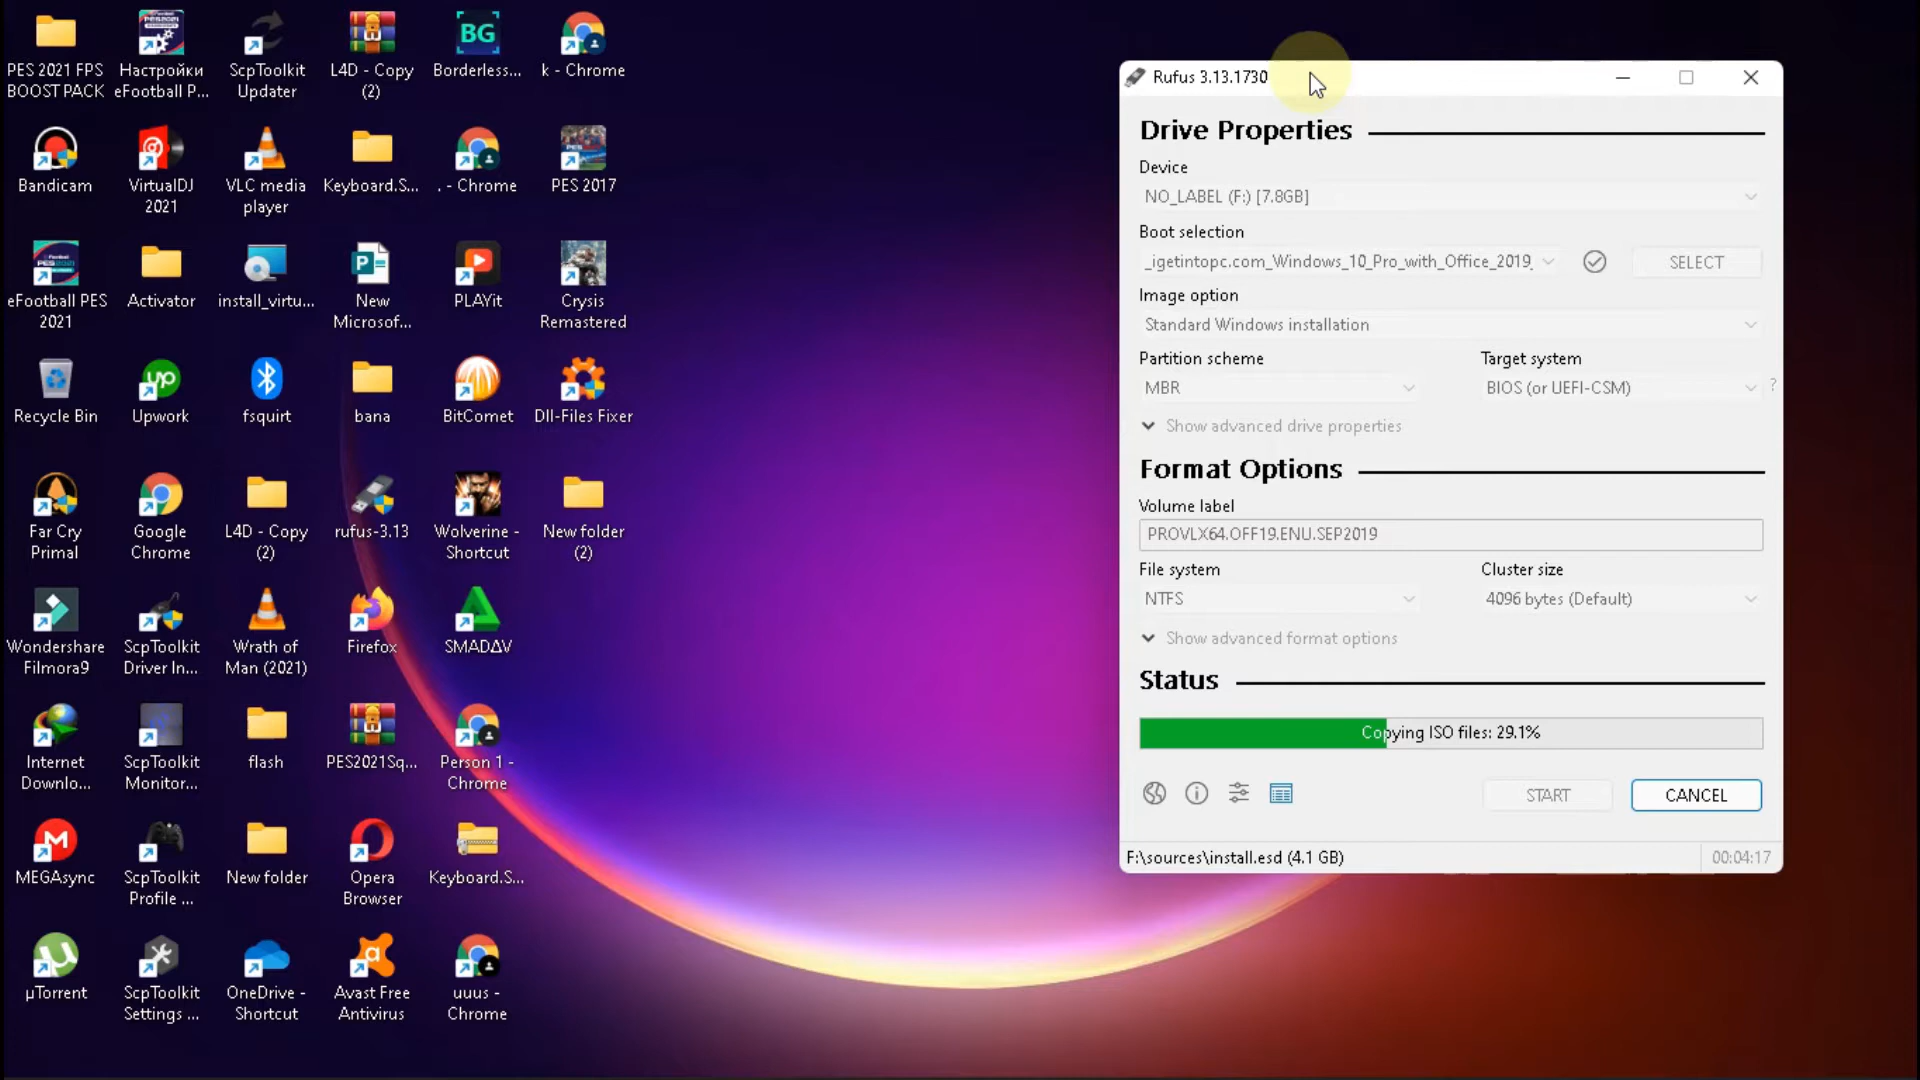 PES 2021 FPS
BOOST PACK
Настройки
eFootball P...
ScpToolkit
Updater
L4D - Copy
(2)
BG
Borderless...
k - Chrome
Bandicam
VirtualDJ
2021
VLC media
player
Keyboard.S...
. - Chrome
PES 2017
eFootball PES
2021
Activator
install_virtu...
New
Microsof...
PLAYit
Crysis
Remastered
Recycle Bin
up
Upwork
fsquirt
bana
BitComet
Dll-Files Fixer
Far Cry
Primal
Google
Chrome
L4D - Copy
(2)
rufus-3.13
Wolverine -
Shortcut
New folder
(2)
Wondershare
Filmora9
ScpToolkit
Driver In...
Wrath of
Man (2021)
Firefox
SMADΔV
Internet
Downlo...
ScpToolkit
Monitor...
flash
PES2021Sq...
Person 1 -
Chrome
MEGAsync
ScpToolkit
Profile ...
New folder
Opera
Browser
Keyboard.S...
µTorrent
ScpToolkit
Settings ...
OneDrive -
Shortcut
Avast Free
Antivirus
uuus -
Chrome
Rufus 3.13.1730
Drive Properties
Device
NO_LABEL (F:) [7.8GB]
Boot selection
_igetintopc.com_Windows_10_Pro_with_Office_2019_
SELECT
Image option
Standard Windows installation
Partition scheme
Target system
MBR
BIOS (or UEFI-CSM)
?
Show advanced drive properties
Format Options
Volume label
PROVLX64.OFF19.ENU.SEP2019
File system
Cluster size
NTFS
4096 bytes (Default)
Show advanced format options
Status
Copying ISO files: 29.1%
START
CANCEL
F:\sources\install.esd (4.1 GB)
00:04:17